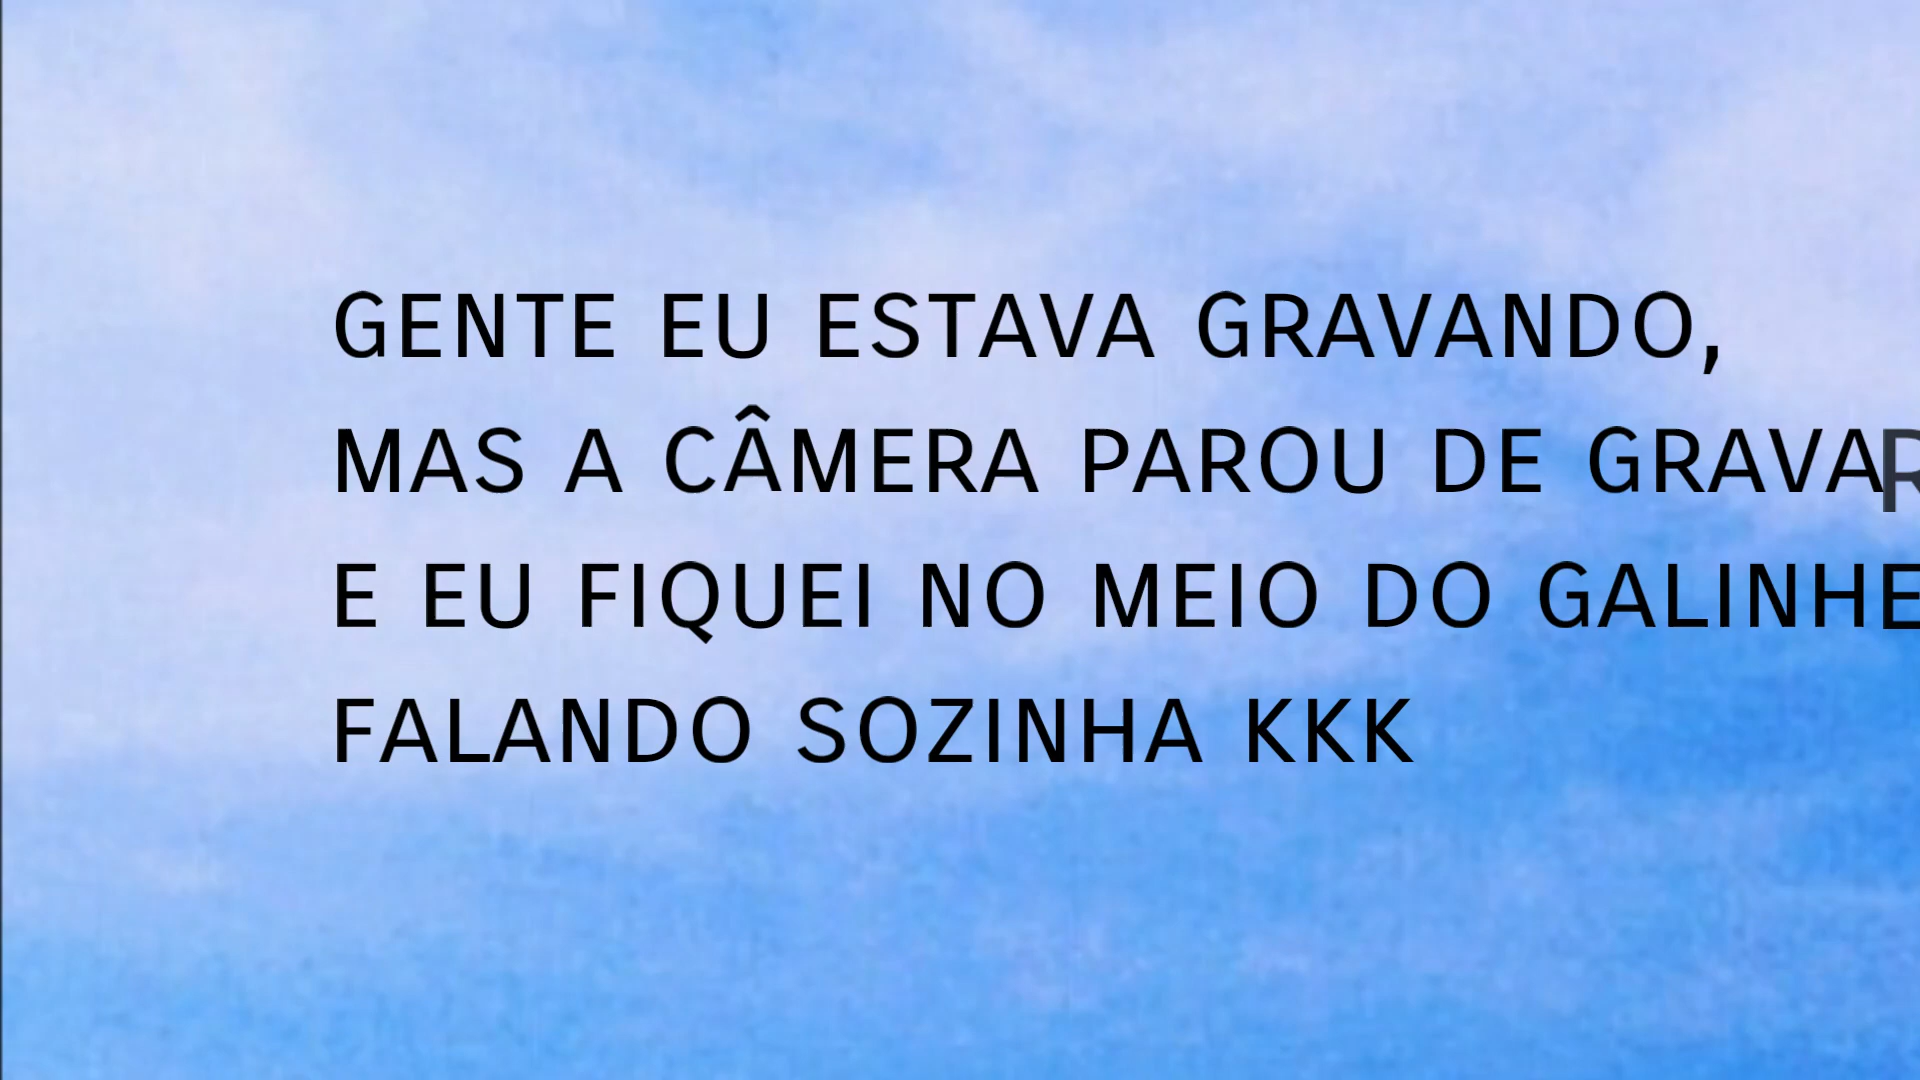 GENTE EU ESTAVA GRAVANDO,
MAS A CÂMERA PAROU DE GRAVAR
E EU FIQUEI NO MEIO DO GALINHE
FALANDO SOZINHA KKK